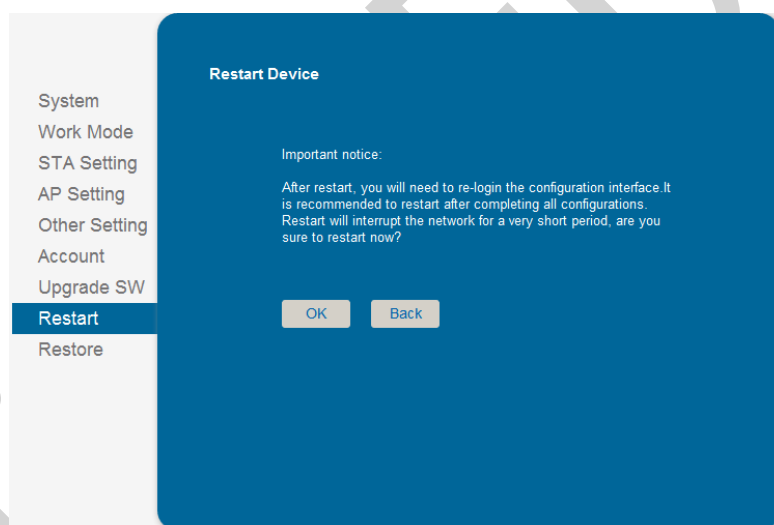 Restart Device
System
Work Mode
STA Setting
AP Setting
Other Setting
Account
Upgrade SW
Restart
Restore
Important notice:
After restart, you will need to re-login the configuration interface.It
is recommended to restart after completing all configurations.
Restart will interrupt the network for a very short period, are you
sure to restart now?
OK
Back